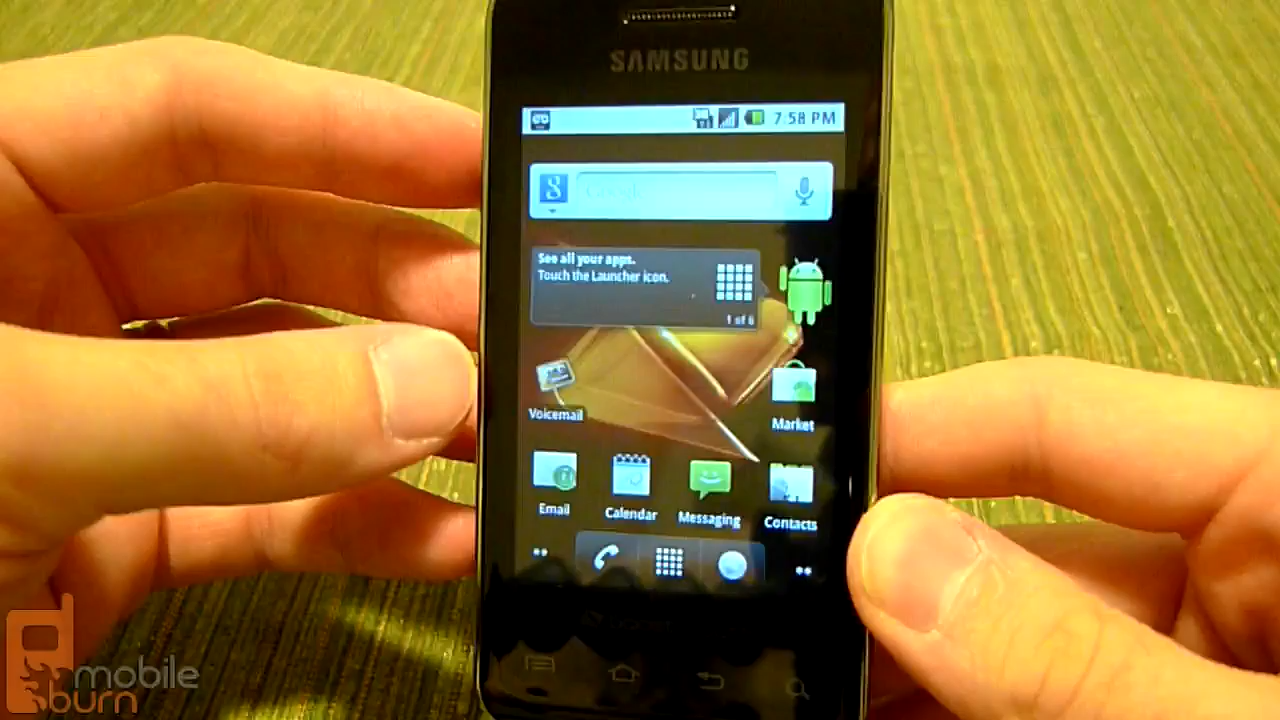 SAMSUNG
7:58 PM
Google
See all your apps.
Touch the Launcher icon.
1 of 6
Voicemail
Market
Email
Calendar
Messaging
Contacts
mobile
burn